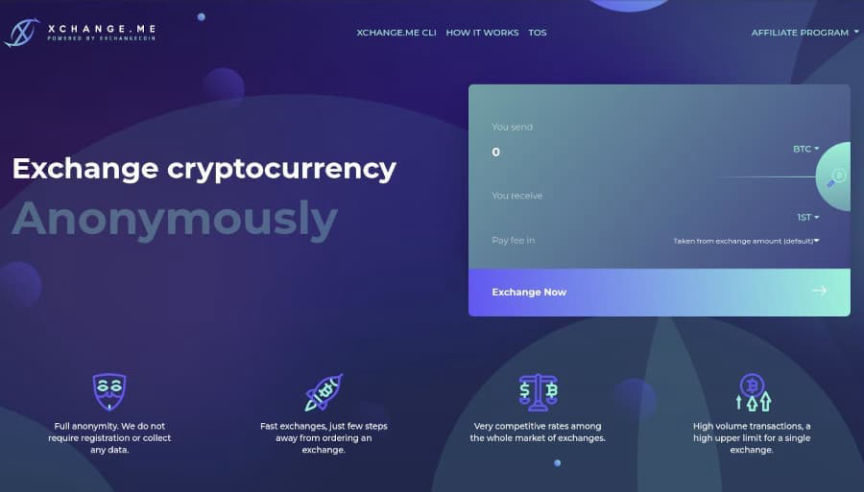 XCHANGE.ME
POWERED BY EXCHANGECOIN
XCHANGE.ME CLI HOW IT WORKS TOS
AFFILIATE PROGRAM
Exchange cryptocurrency
Anonymously
You send
0
BTC
You receive
1ST
Pay fee in
Taken from exchange amount (default)
Exchange Now
Full anonymity. We do not
require registration or collect
any data.
Fast exchanges, just few steps
away from ordering an
exchange.
Very competitive rates among
the whole market of exchanges.
High volume transactions, a
high upper limit for a single
exchange.